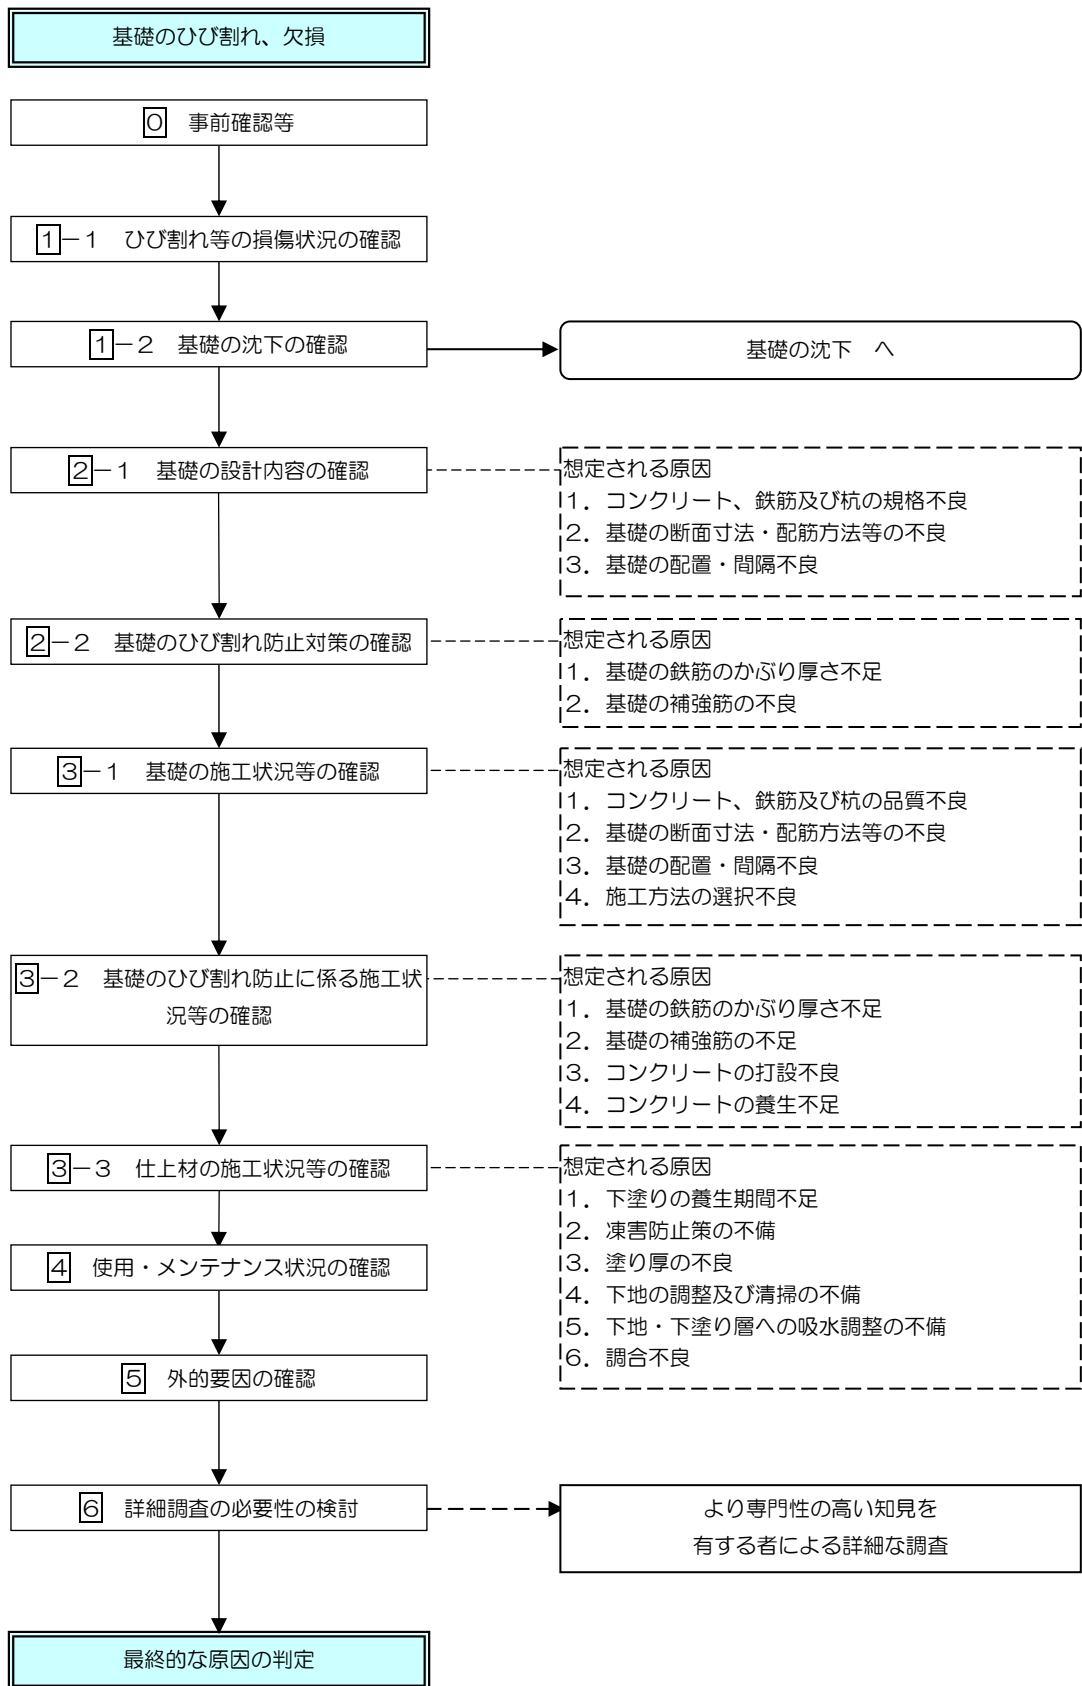 基礎のひび割れ、欠損
0 事前確認等
1－1 ひび割れ等の損傷状況の確認
1－2 基礎の沈下の確認
基礎の沈下 へ
2－1 基礎の設計内容の確認
想定される原因
1．コンクリート、鉄筋及び杭の規格不良
2．基礎の断面寸法・配筋方法等の不良
3．基礎の配置・間隔不良
2－2 基礎のひび割れ防止対策の確認
想定される原因
1．基礎の鉄筋のかぶり厚さ不足
2．基礎の補強筋の不良
3－1 基礎の施工状況等の確認
想定される原因
1．コンクリート、鉄筋及び杭の品質不良
2．基礎の断面寸法・配筋方法等の不良
3．基礎の配置・間隔不良
4．施工方法の選択不良
3－2 基礎のひび割れ防止に係る施工状
況等の確認
想定される原因
1．基礎の鉄筋のかぶり厚さ不足
2．基礎の補強筋の不足
3．コンクリートの打設不良
4．コンクリートの養生不足
3－3 仕上材の施工状況等の確認
想定される原因
1．下塗りの養生期間不足
2．凍害防止策の不備
3．塗り厚の不良
4．下地の調整及び清掃の不備
5．下地・下塗り層への吸水調整の不備
6．調合不良
4 使用・メンテナンス状況の確認
5 外的要因の確認
6 詳細調査の必要性の検討
より専門性の高い知見を
有する者による詳細な調査
最終的な原因の判定